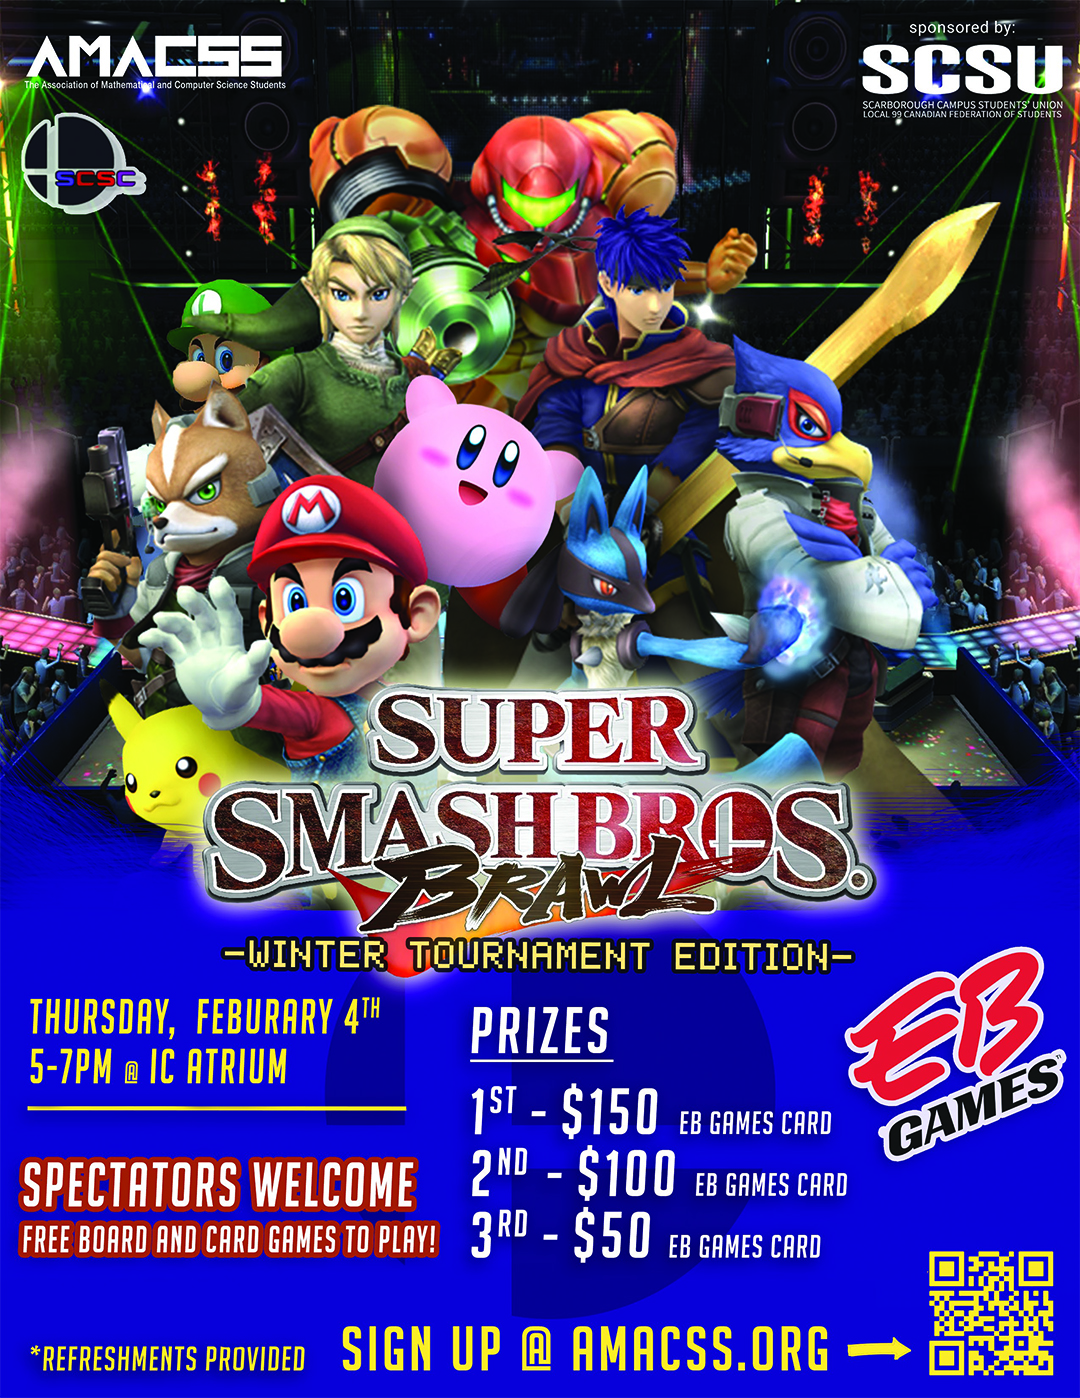 AMACSS
The Association of Mathematical and Computer Science Students
sponsored by:
SCSU
SCARBOROUGH CAMPUS STUDENTS' UNION
LOCAL 99 CANADIAN FEDERATION OF STUDENTS
SCSC
L
M
SUPER
SMASH BROS.
BRAWL
-WINTER TOURNAMENT EDITION-
THURSDAY, FEBURARY 4TH
5-7PM @ IC ATRIUM
SPECTATORS WELCOME
FREE BOARD AND CARD GAMES TO PLAY!
PRIZES
1ST - $150 EB GAMES CARD
2ND - $100 EB GAMES CARD
3RD - $50 EB GAMES CARD
EB
GAMES
TM
*REFRESHMENTS PROVIDED
SIGN UP @ AMACSS.ORG